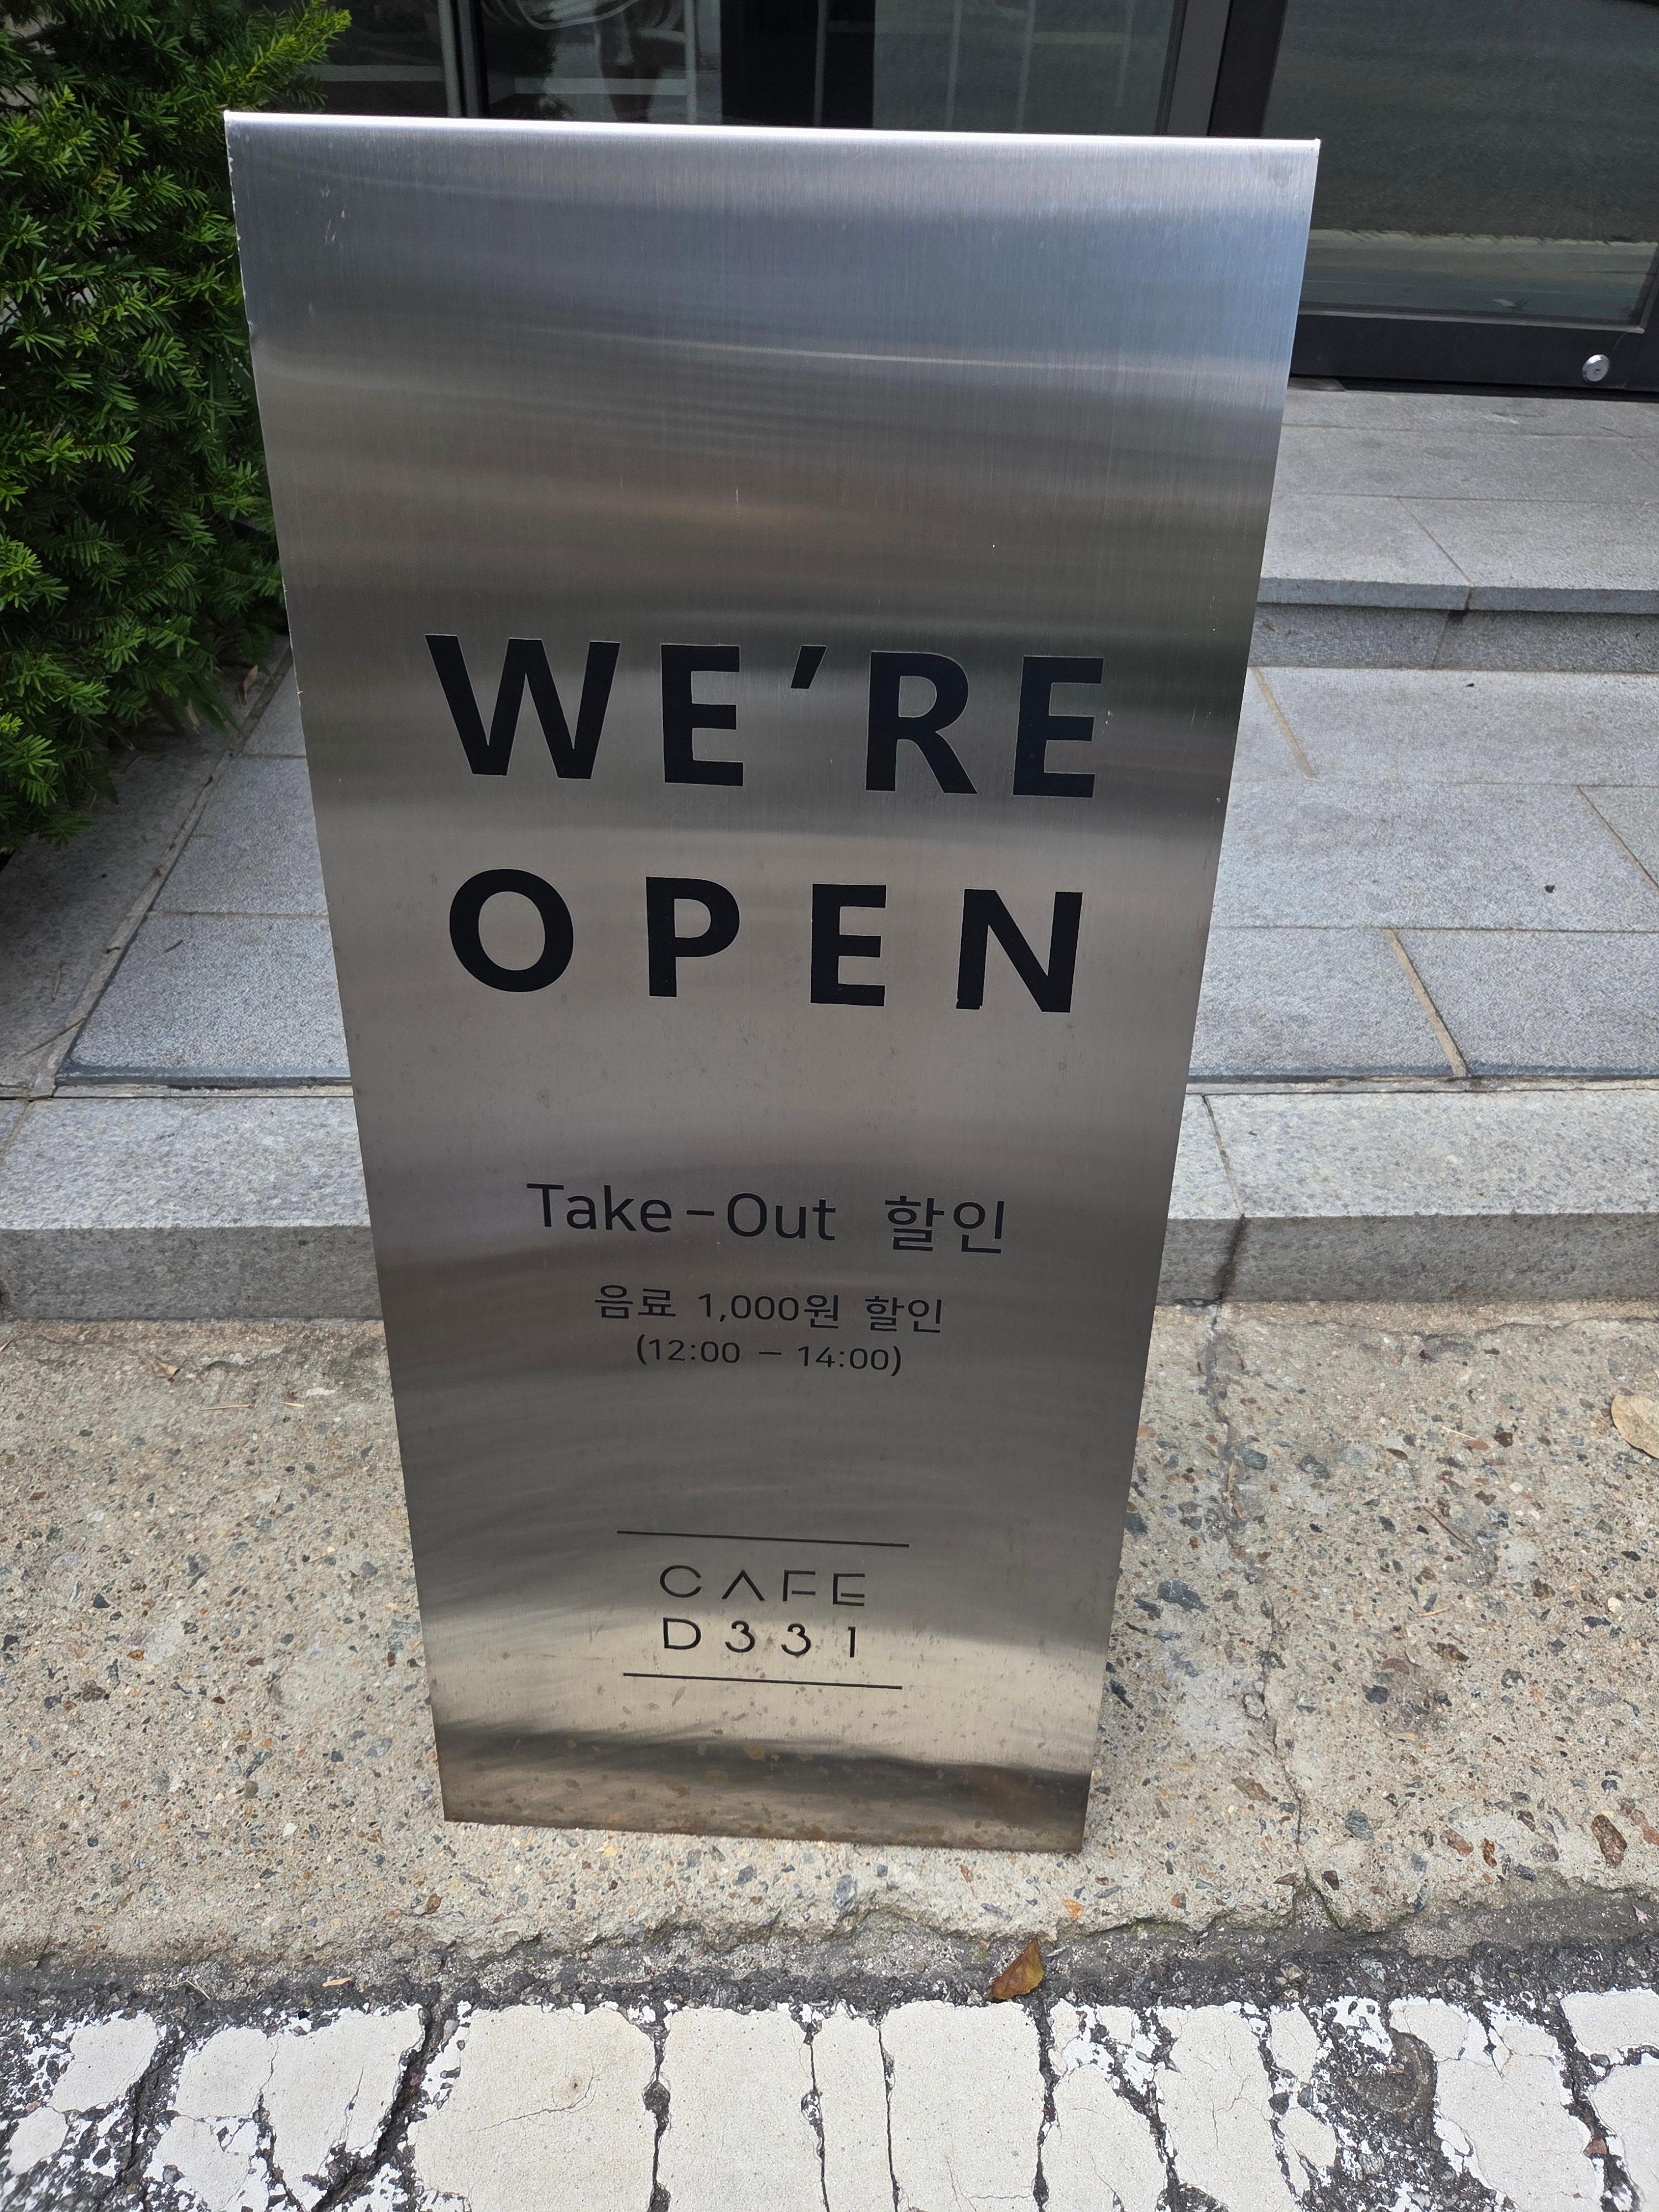 WE'RE
OPEN
Take-Out 할인
음료 1,000원 할인
(12:00 - 14:00)
CAFE
D331